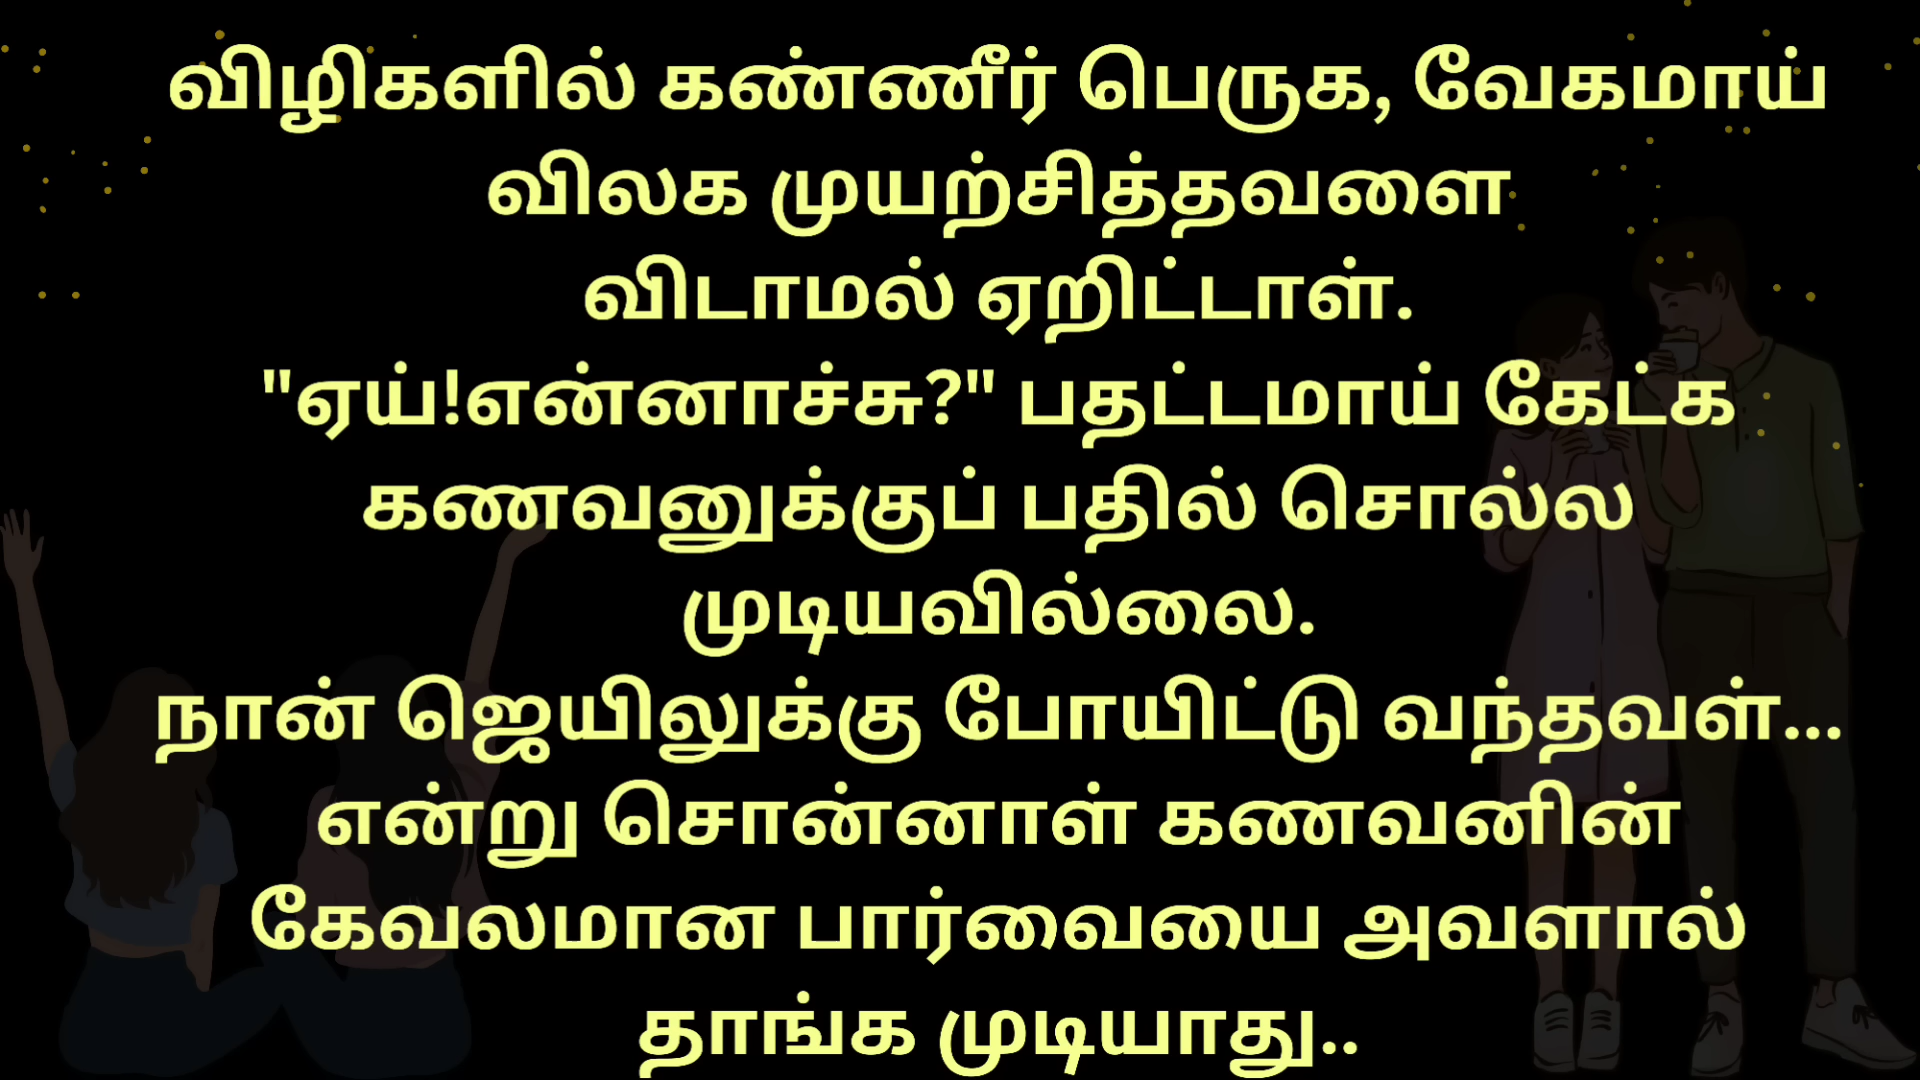 விழிகளில் கண்ணீர் பெருக, வேகமாய்
விலக முயற்சித்தவளை
விடாமல் ஏறிட்டாள்.
"ஏய்!என்னாச்சு?" பதட்டமாய் கேட்க
கணவனுக்குப் பதில் சொல்ல
முடியவில்லை.
நான் ஜெயிலுக்கு போயிட்டு வந்தவள்...
என்று சொன்னாள் கணவனின்
கேவலமான பார்வையை அவளால்
தாங்க முடியாது..